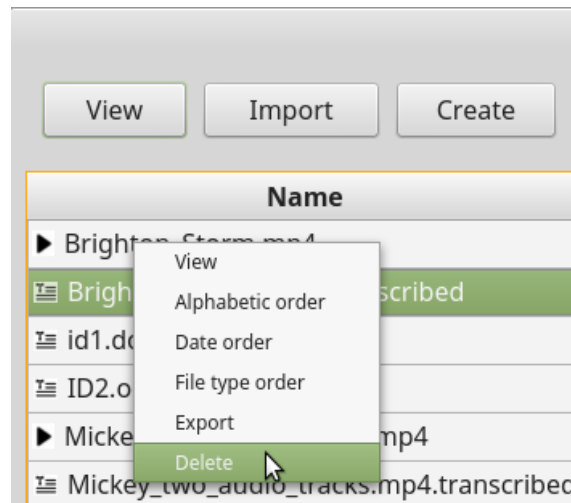 View Import Create
Name
Brighton_Storm.mp4
View
Brigh scribed
Alphabetic order
id1.do
Date order
ID2.o
File type order
Export
Micke mp4
Delete
Mickey_two_audio_tracks.mp4.transcribed